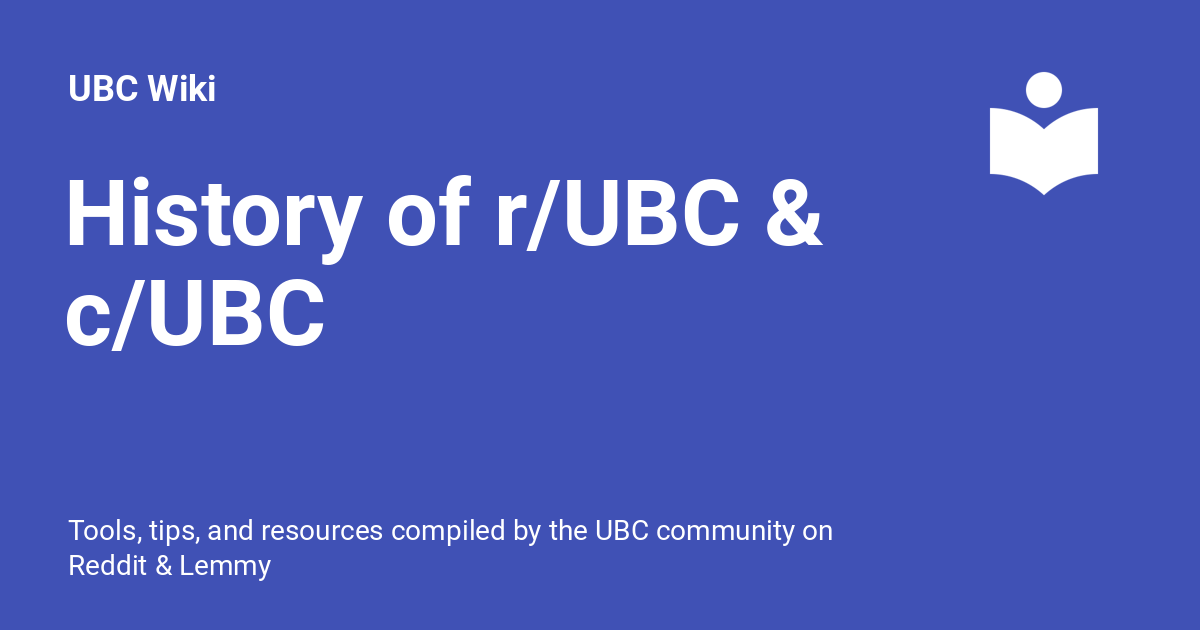 UBC Wiki
History of r/UBC &
c/UBC
Tools, tips, and resources compiled by the UBC community on
Reddit & Lemmy